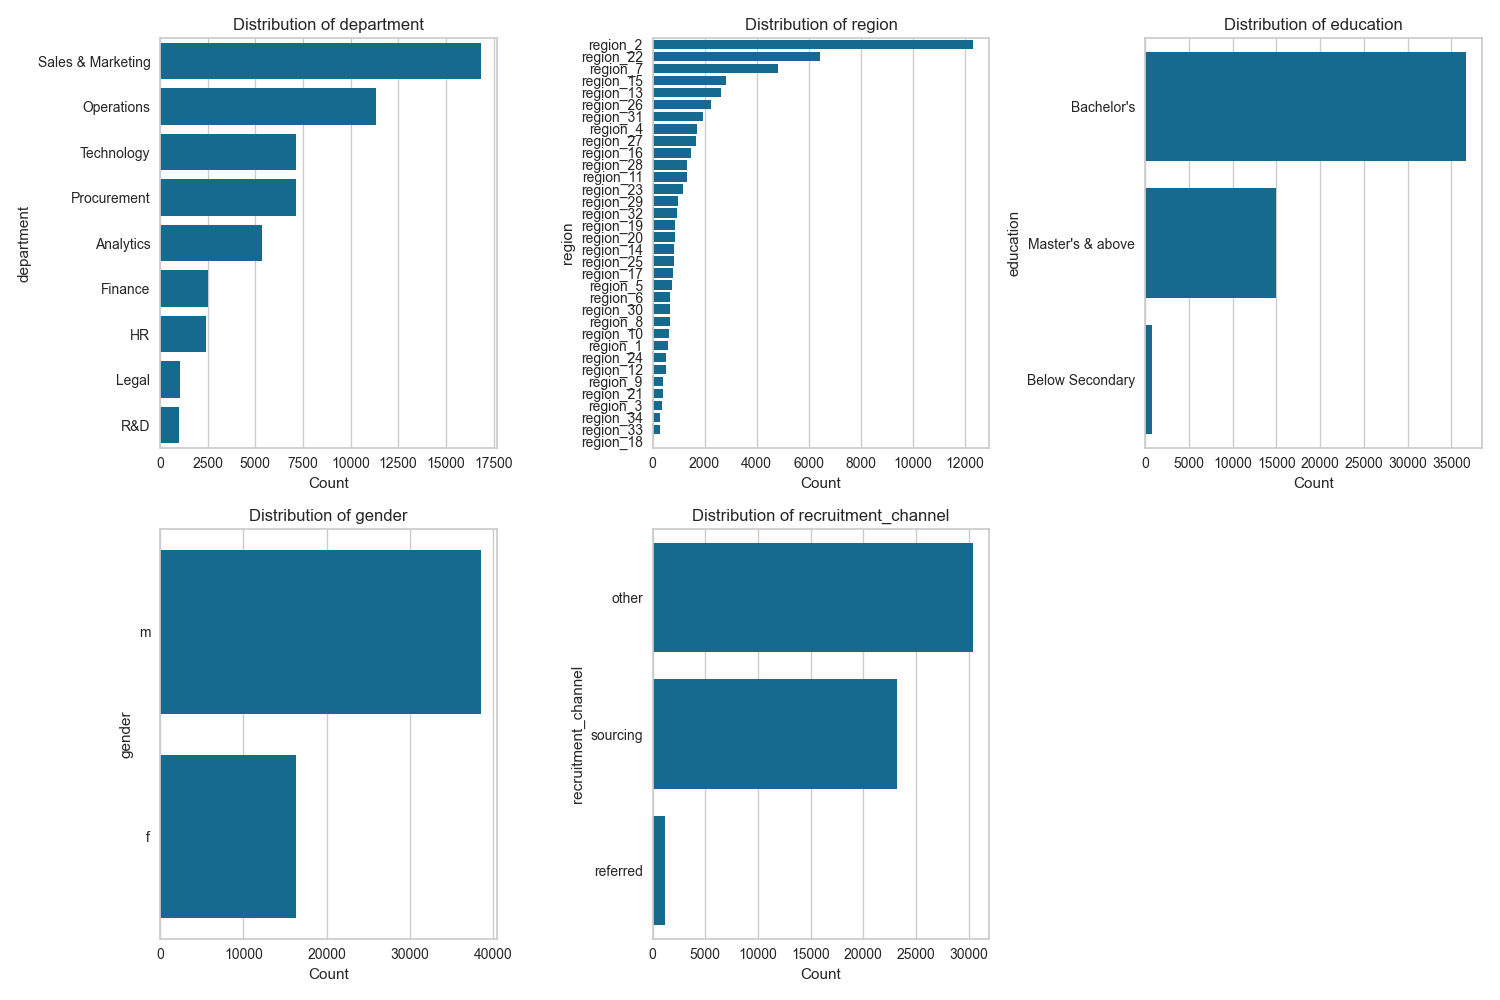 Distribution of department
department
Sales & Marketing
Operations
Technology
Procurement
Analytics
Finance
HR
Legal
R&D
0 2500 5000 7500 10000 12500 15000 17500
Count
Distribution of region
region
region_2
region_22
region_7
region_15
region_13
region_26
region_31
region_4
region_27
region_16
region_28
region_11
region_23
region_29
region_32
region_19
region_20
region_14
region_25
region_17
region_5
region_6
region_30
region_8
region_10
region_1
region_24
region_12
region_9
region_21
region_3
region_34
region_33
region_18
0 2000 4000 6000 8000 10000 12000
Count
Distribution of education
education
Bachelor's
Master's & above
Below Secondary
0 5000 10000 15000 20000 25000 30000 35000
Count
Distribution of gender
gender
m
f
0 10000 20000 30000 40000
Count
Distribution of recruitment_channel
recruitment_channel
other
sourcing
referred
0 5000 10000 15000 20000 25000 30000
Count